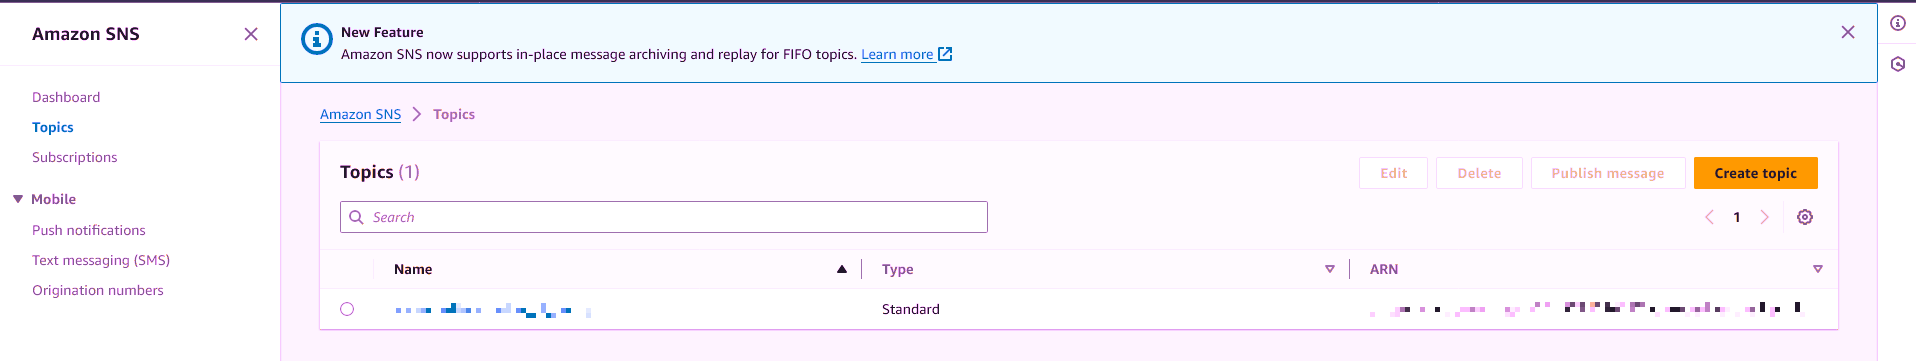 Amazon SNS
New Feature
Amazon SNS now supports in-place message archiving and replay for FIFO topics. Learn more
Dashboard
Topics
Subscriptions
Mobile
Push notifications
Text messaging (SMS)
Origination numbers
Amazon SNS > Topics
Topics (1)
Edit Delete Publish message Create topic
Search
1
Name Type ARN
Standard